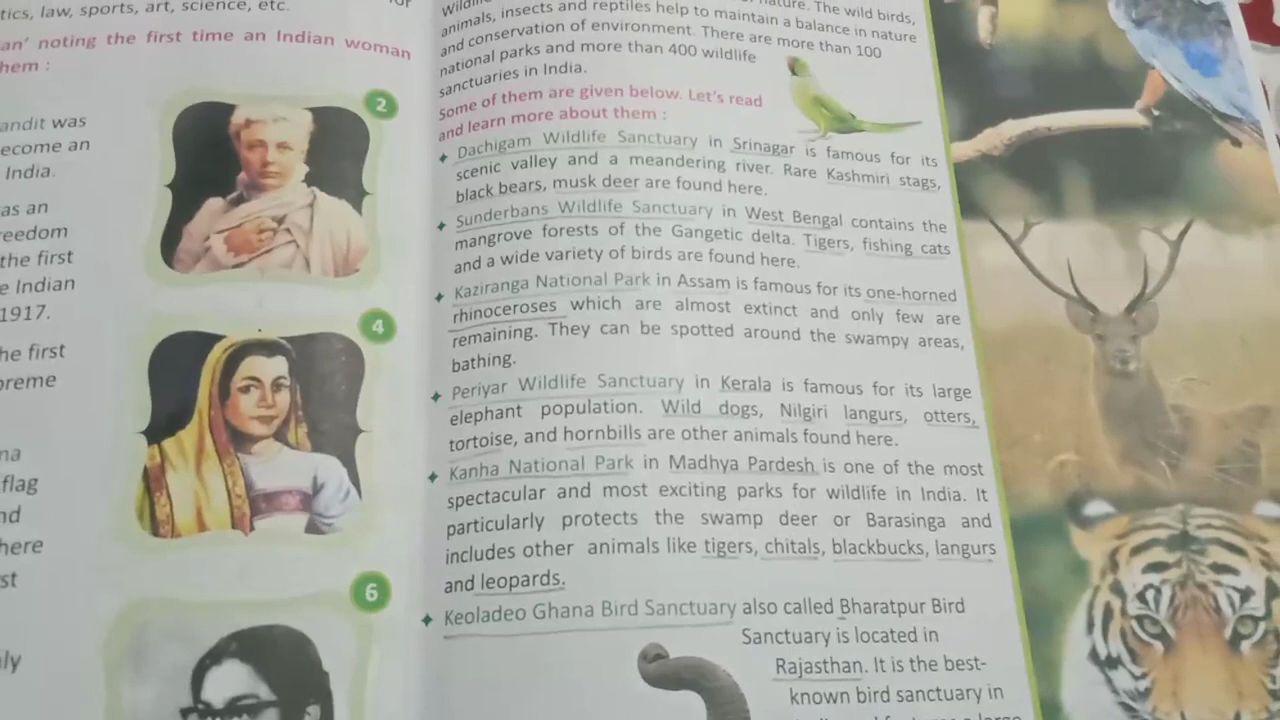 tics, law, sports, art, science, etc.
an' noting the first time an Indian woman
hem :
2
andit was
ecome an
India.
as an
reedom
the first
e Indian
1917.
4
he first
preme
na
flag
nd
here
st
6
ly
nature. The wild birds,
animals, insects and reptiles help to maintain a balance in nature
and conservation of environment. There are more than 100
national parks and more than 400 wildlife
sanctuaries in India.
Some of them are given below. Let's read
and learn more about them :
✦ Dachigam Wildlife Sanctuary in Srinagar is famous for its
scenic valley and a meandering river. Rare Kashmiri stags,
black bears, musk deer are found here.
✦ Sunderbans Wildlife Sanctuary in West Bengal contains the
mangrove forests of the Gangetic delta. Tigers, fishing cats
and a wide variety of birds are found here.
✦ Kaziranga National Park in Assam is famous for its one-horned
rhinoceroses which are almost extinct and only few are
remaining. They can be spotted around the swampy areas,
bathing.
✦ Periyar Wildlife Sanctuary in Kerala is famous for its large
elephant population. Wild dogs, Nilgiri langurs, otters,
tortoise, and hornbills are other animals found here.
✦ Kanha National Park in Madhya Pardesh is one of the most
spectacular and most exciting parks for wildlife in India. It
particularly protects the swamp deer or Barasinga and
includes other animals like tigers, chitals, blackbucks, langurs
and leopards.
✦ Keoladeo Ghana Bird Sanctuary also called Bharatpur Bird
Sanctuary is located in
Rajasthan. It is the best-
known bird sanctuary in